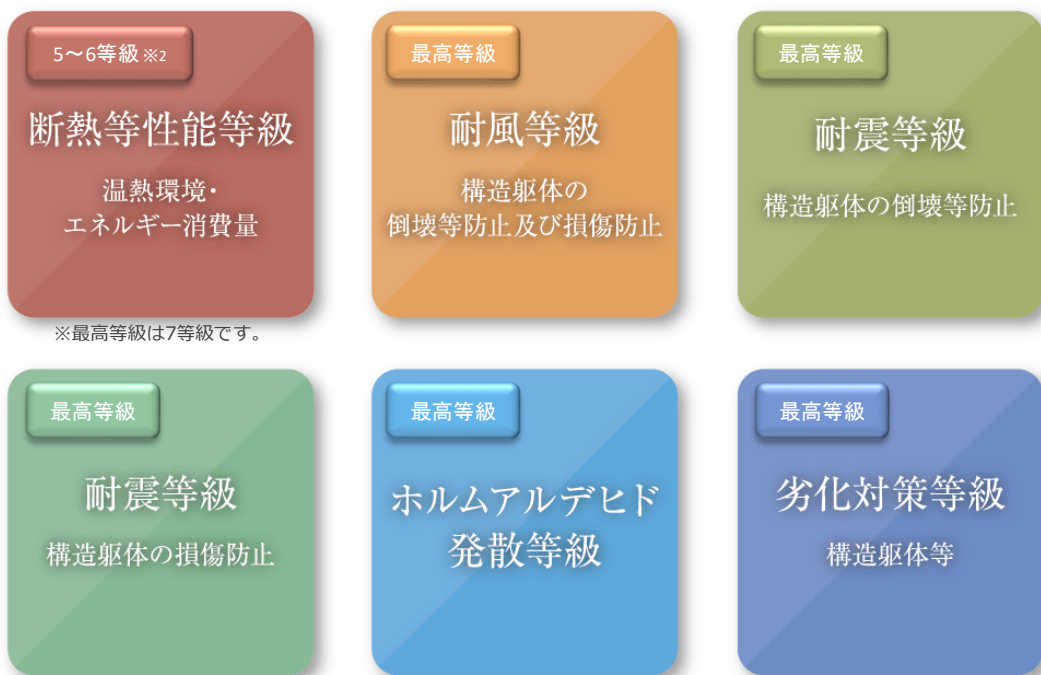 5〜6等級 ※2
断熱等性能等級
温熱環境・
エネルギー消費量
※最高等級は7等級です。
最高等級
耐風等級
構造躯体の
倒壊等防止及び損傷防止
最高等級
耐震等級
構造躯体の倒壊等防止
最高等級
耐震等級
構造躯体の損傷防止
最高等級
ホルムアルデヒド
発散等級
最高等級
劣化対策等級
構造躯体等